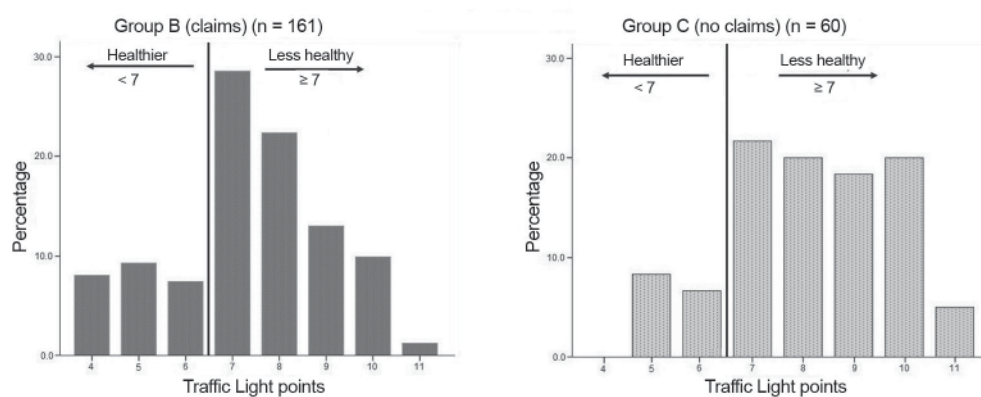 Group B (claims) (n = 161)
30.0
Healthier
Less healthy
< 7
≥ 7
20.0
Percentage
10.0
0.0
4 5 6 7 8 9 10 11
Traffic Light points
Group C (no claims) (n = 60)
30.0
Healthier
Less healthy
< 7
≥ 7
20.0
Percentage
10.0
0.0
4 5 6 7 8 9 10 11
Traffic Light points